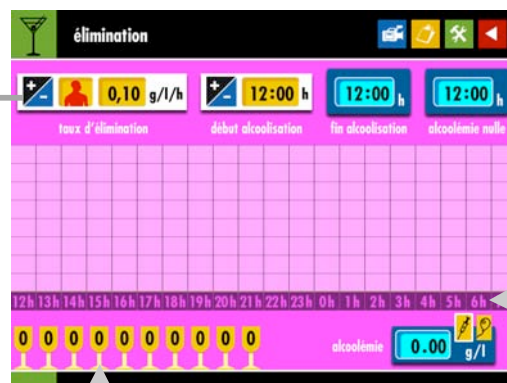 élimination
0,10 g/l/h
12:00 h
12:00 h
12:00 h
taux d'élimination
début alcoolisation
fin alcoolisation
alcoolémie nulle
12h 13h 14h 15h 16h 17h 18h 19h 20h 21h 22h 23h 0h 1h 2h 3h 4h 5h 6h
0 0 0 0 0 0 0 0 0 0
alcoolémie 0.00 g/l